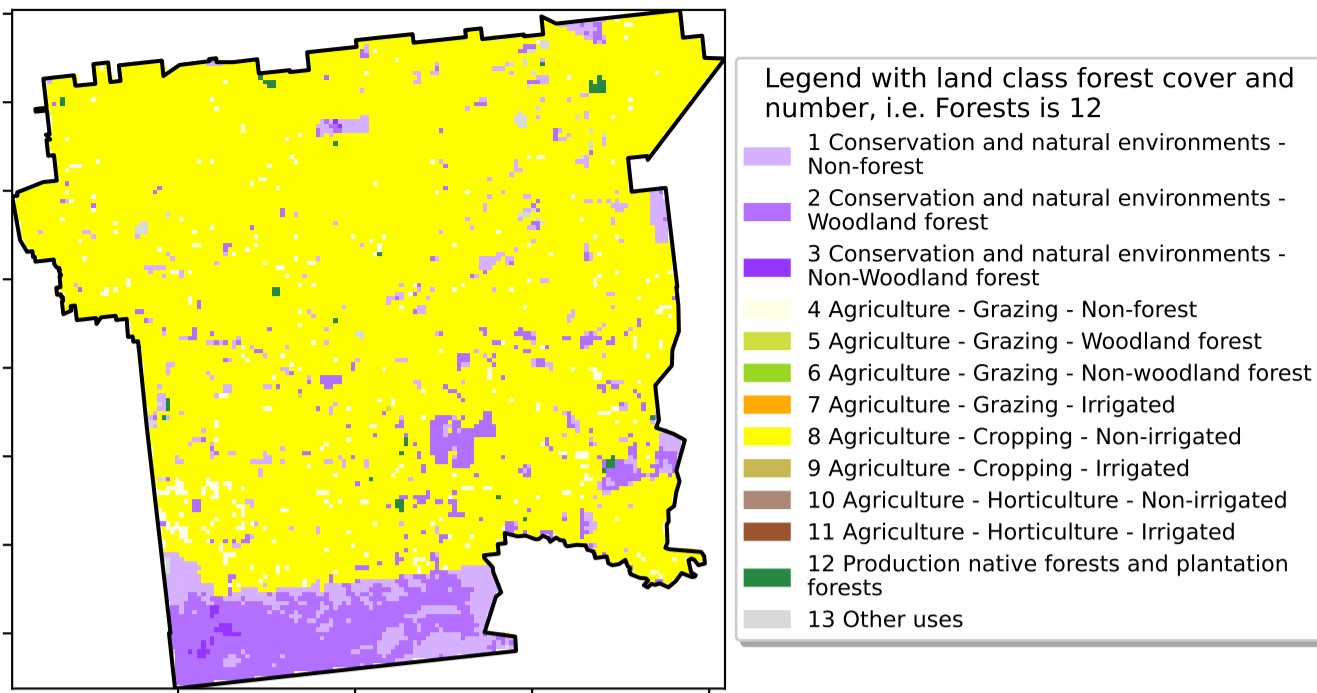 Legend with land class forest cover and
number, i.e. Forests is 12
1 Conservation and natural environments -
Non-forest
2 Conservation and natural environments -
Woodland forest
3 Conservation and natural environments -
Non-Woodland forest
4 Agriculture - Grazing - Non-forest
5 Agriculture - Grazing - Woodland forest
6 Agriculture - Grazing - Non-woodland forest
7 Agriculture - Grazing - Irrigated
8 Agriculture - Cropping - Non-irrigated
9 Agriculture - Cropping - Irrigated
10 Agriculture - Horticulture - Non-irrigated
11 Agriculture - Horticulture - Irrigated
12 Production native forests and plantation
forests
13 Other uses